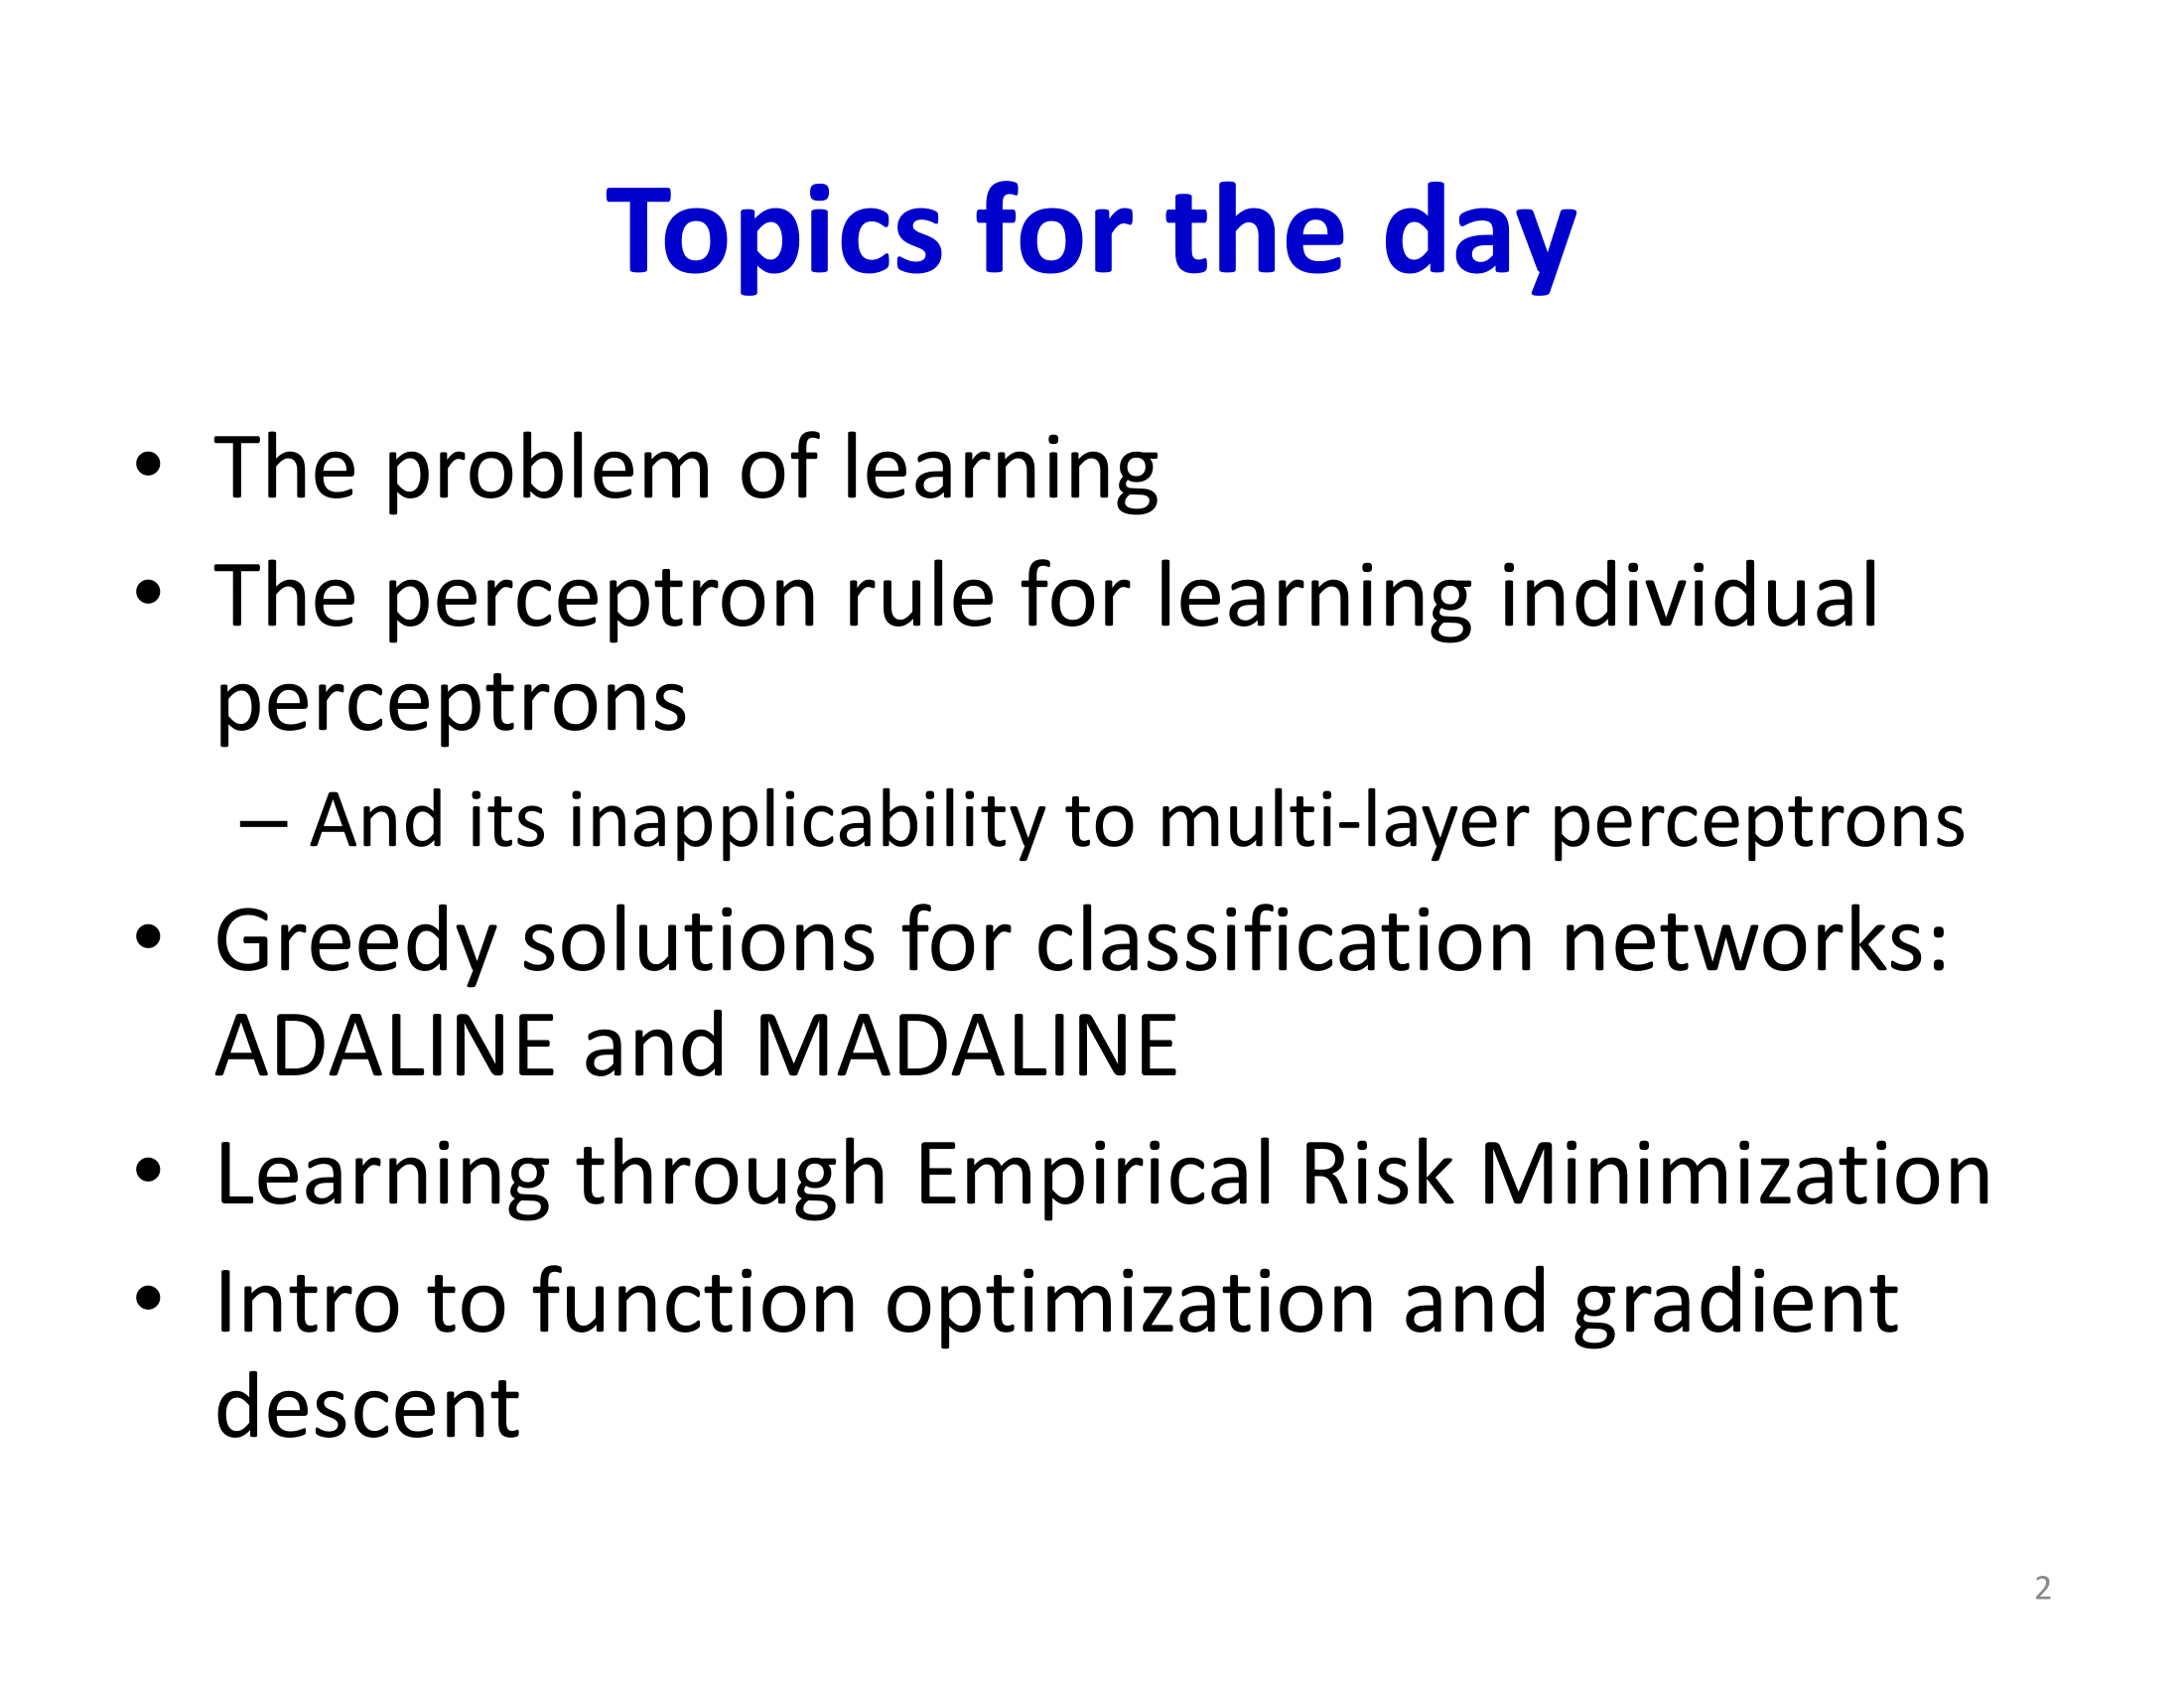 Topics for the day
• The problem of learning
• The perceptron rule for learning individual
perceptrons
– And its inapplicability to multi-layer perceptrons
• Greedy solutions for classification networks:
ADALINE and MADALINE
• Learning through Empirical Risk Minimization
• Intro to function optimization and gradient
descent
2